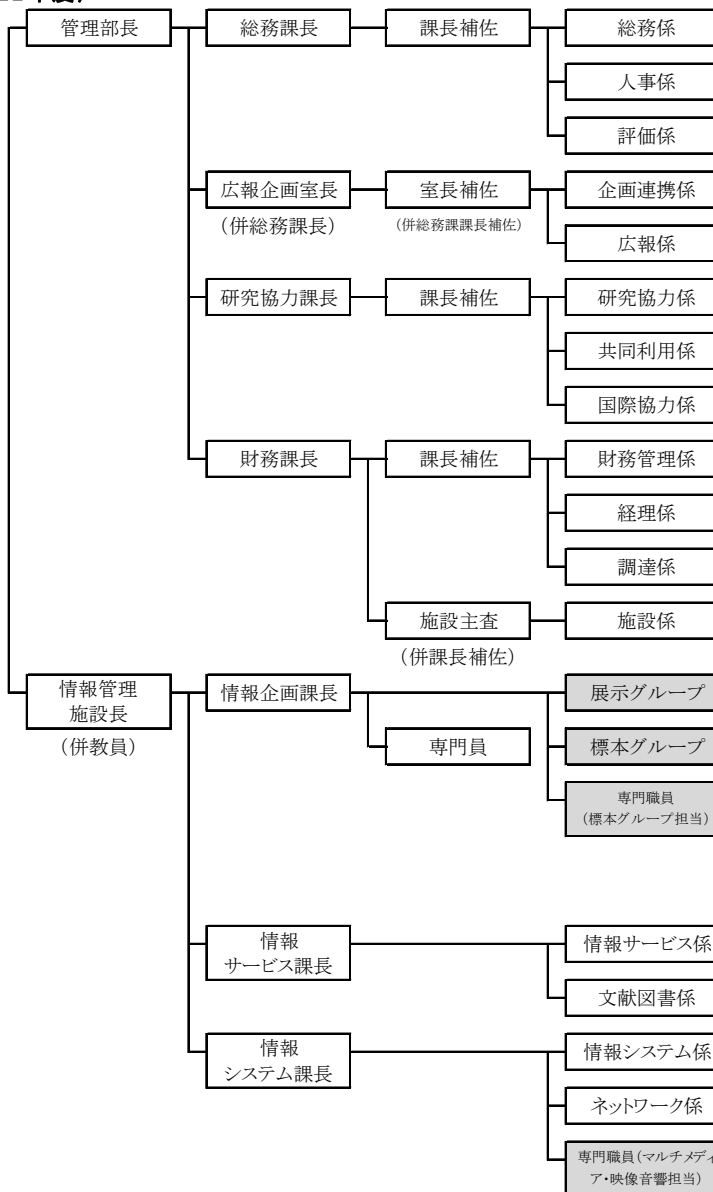 年度）
管理部長
総務課長
課長補佐
総務係
人事係
評価係
広報企画室長
（併総務課長）
室長補佐
（併総務課課長補佐）
企画連携係
広報係
研究協力課長
課長補佐
研究協力係
共同利用係
国際協力係
財務課長
課長補佐
財務管理係
経理係
調達係
施設主査
（併課長補佐）
施設係
情報管理
施設長
（併教員）
情報企画課長
専門員
展示グループ
標本グループ
専門職員
（標本グループ担当）
情報
サービス課長
情報サービス係
文献図書係
情報
システム課長
情報システム係
ネットワーク係
専門職員（マルチメディ
ア・映像音響担当）